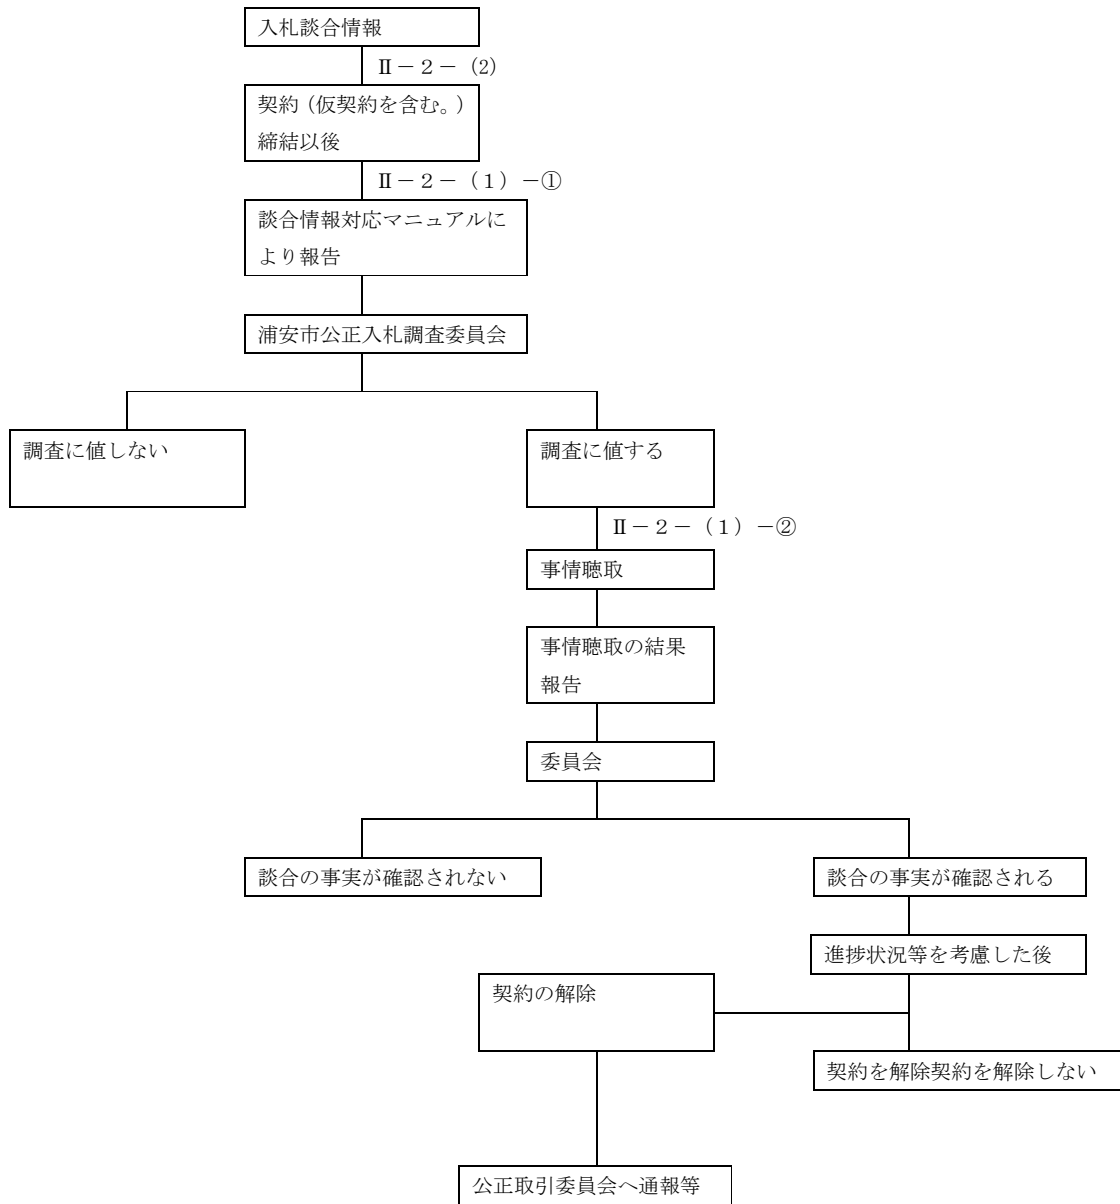 入札談合情報
Ⅱ－２－（2）
契約（仮契約を含む。）
締結以後
Ⅱ－２－（１）－①
談合情報対応マニュアルに
より報告
浦安市公正入札調査委員会
調査に値しない
調査に値する
Ⅱ－２－（１）－②
事情聴取
事情聴取の結果
報告
委員会
談合の事実が確認されない
談合の事実が確認される
進捗状況等を考慮した後
契約の解除
契約を解除契約を解除しない
公正取引委員会へ通報等